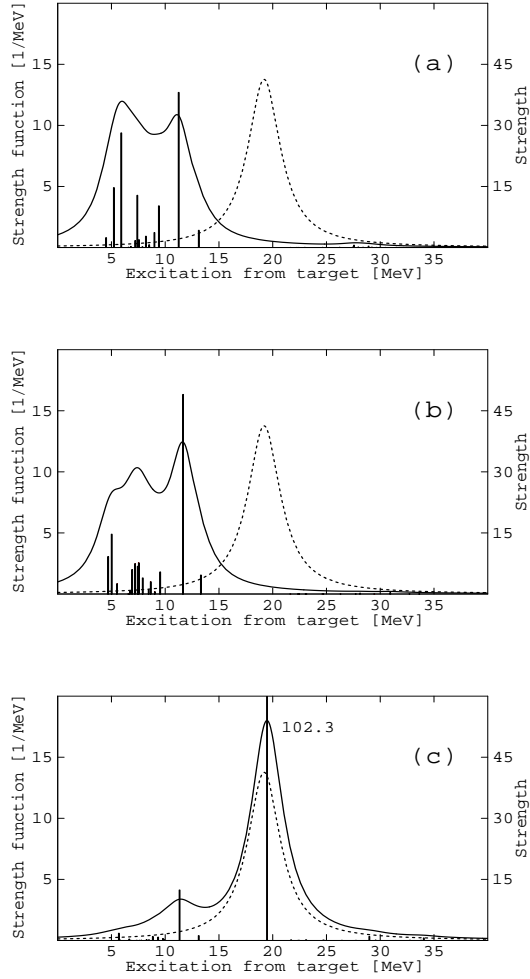 (a)
Strength function [1/MeV]
15
10
5
45
30
15
Strength
5 10 15 20 25 30 35
Excitation from target [MeV]
(b)
Strength function [1/MeV]
15
10
5
45
30
15
Strength
5 10 15 20 25 30 35
Excitation from target [MeV]
102.3
(c)
Strength function [1/MeV]
15
10
5
45
30
15
Strength
5 10 15 20 25 30 35
Excitation from target [MeV]